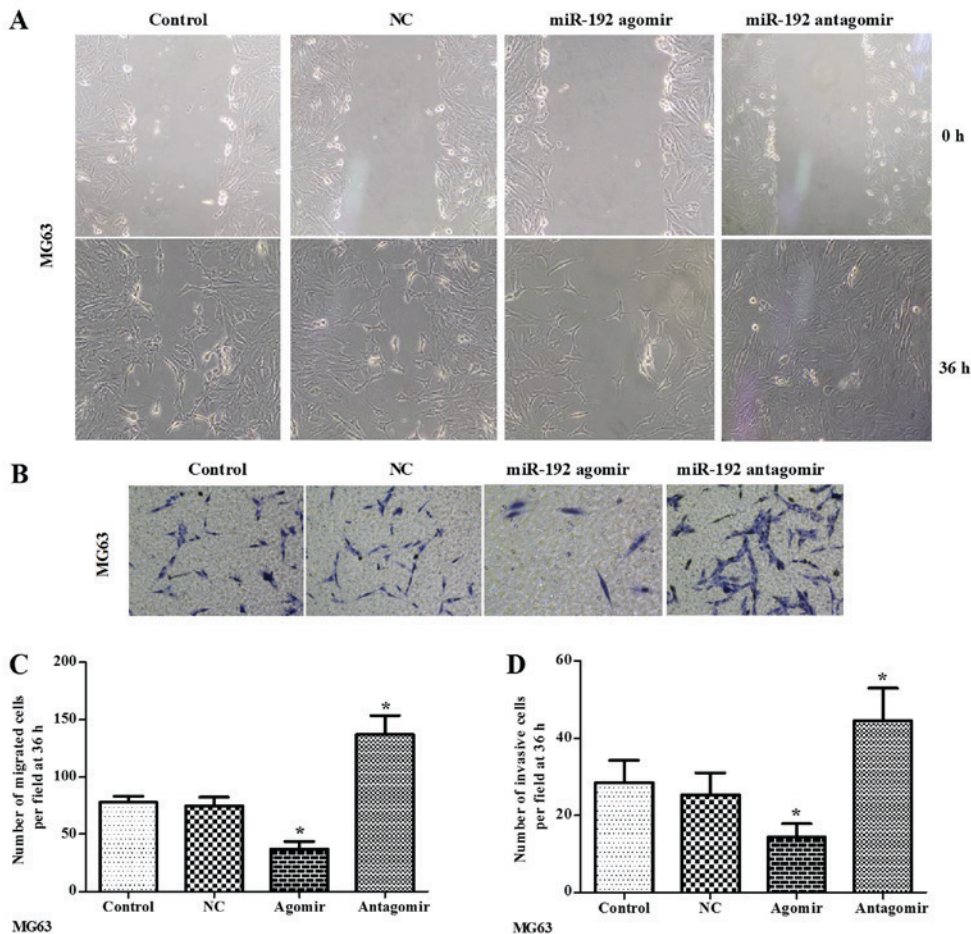 A
Control
NC
miR-192 agomir
miR-192 antagomir
0 h
MG63
36 h
B
Control
NC
miR-192 agomir
miR-192 antagomir
MG63
C
Number of migrated cells
per field at 36 h
200
150
100
50
0
*
*
Control
NC
Agomir
Antagomir
MG63
D
Number of invasive cells
per field at 36 h
60
40
20
0
*
*
Control
NC
Agomir
Antagomir
MG63